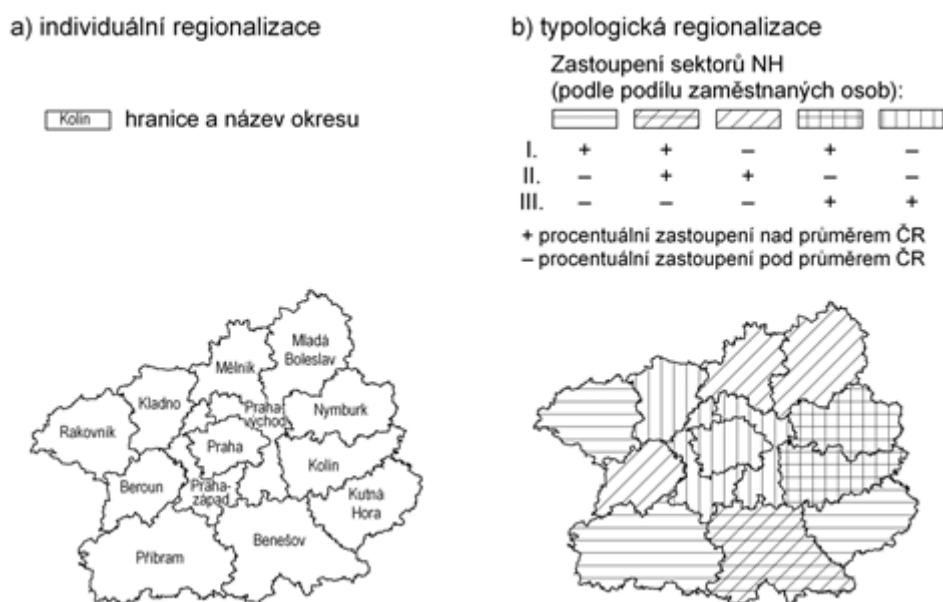 a) individuální regionalizace
Kolín
hranice a název okresu
Mladá
Boleslav
Mělník
Kladno
Praha-
východ
Nymburk
Rakovník
Praha
Kolín
Beroun
Praha-
západ
Kutná
Hora
Benešov
Příbram
b) typologická regionalizace
Zastoupení sektorů NH
(podle podílu zaměstnaných osob):
I. + + – + –
II. – + + – –
III. – – – + +
+ procentuální zastoupení nad průměrem ČR
– procentuální zastoupení pod průměrem ČR